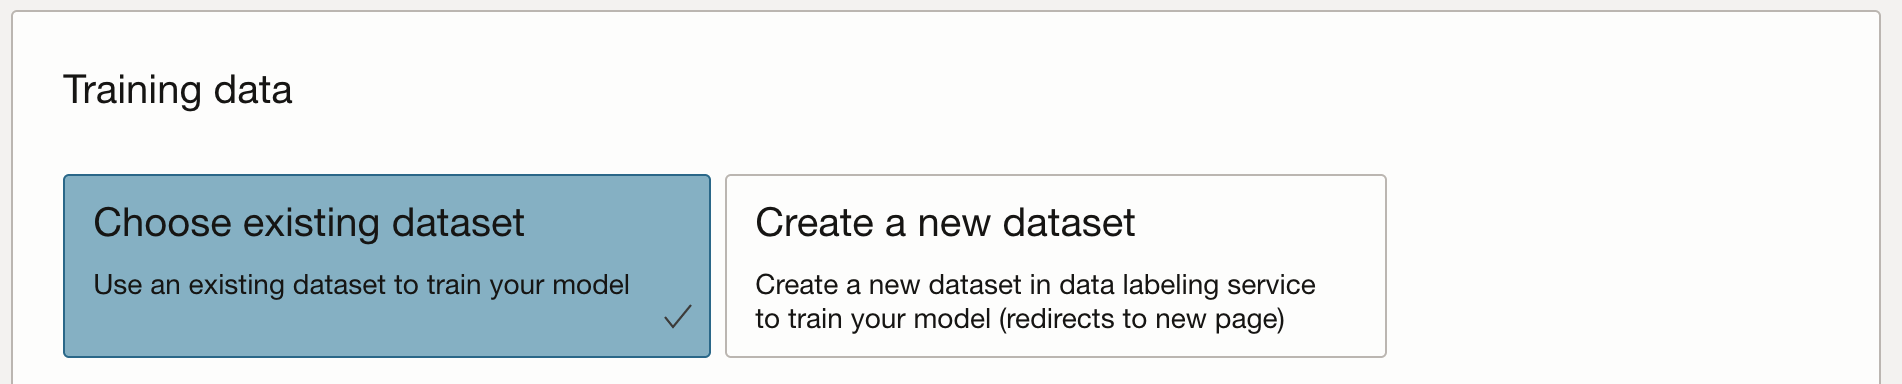 Training data
Choose existing dataset
Use an existing dataset to train your model
Create a new dataset
Create a new dataset in data labeling service
to train your model (redirects to new page)